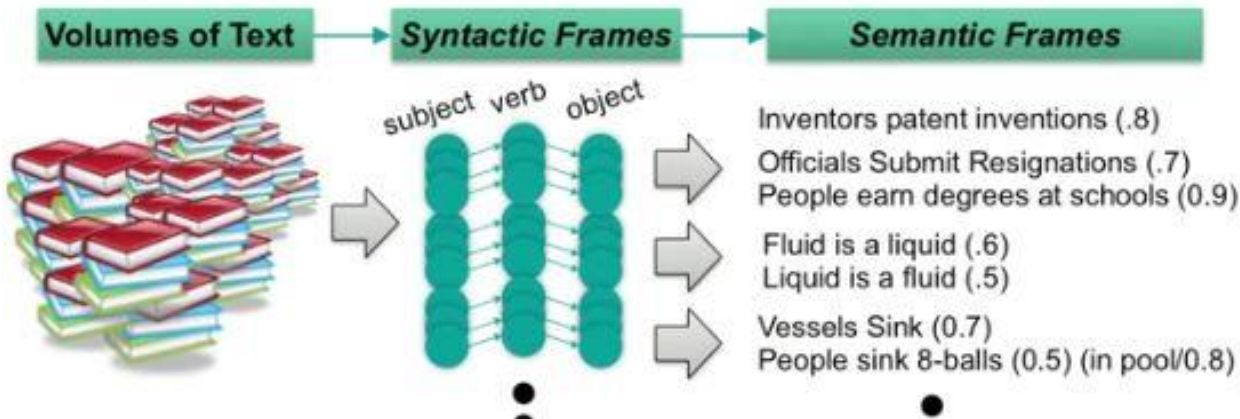 Volumes of Text
Syntactic Frames
Semantic Frames
subject verb object
Inventors patent inventions (.8)
Officials Submit Resignations (.7)
People earn degrees at schools (0.9)
Fluid is a liquid (.6)
Liquid is a fluid (.5)
Vessels Sink (0.7)
People sink 8-balls (0.5) (in pool/0.8)